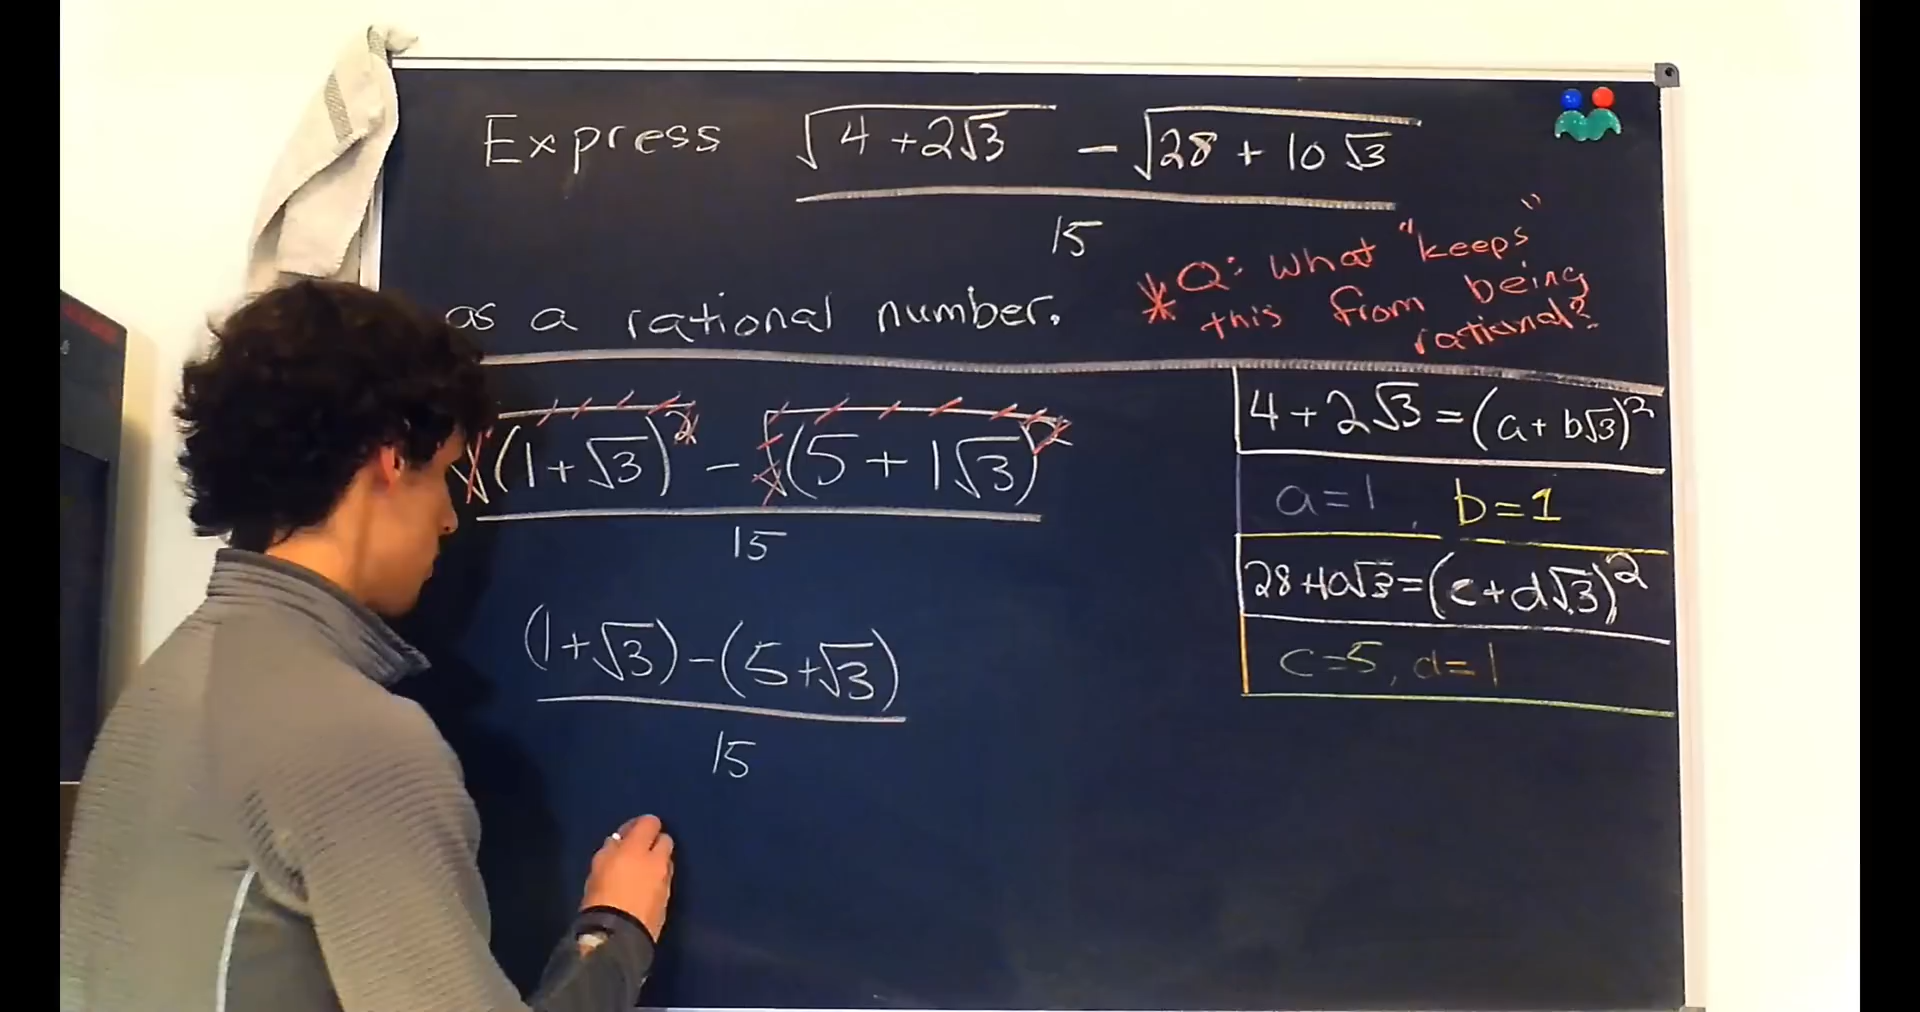 Express √(4+2√3) - √(28 + 10√3)
15
as a rational number.
*Q: What "keeps"
this from being
rational?
√(1+√3)² - √(5+1√3)²
15
(1+√3) - (5+√3)
15
4+2√3 = (a+b√3)²
a=1, b=1
28+10√3 = (c+d√3)²
c=5, d=1